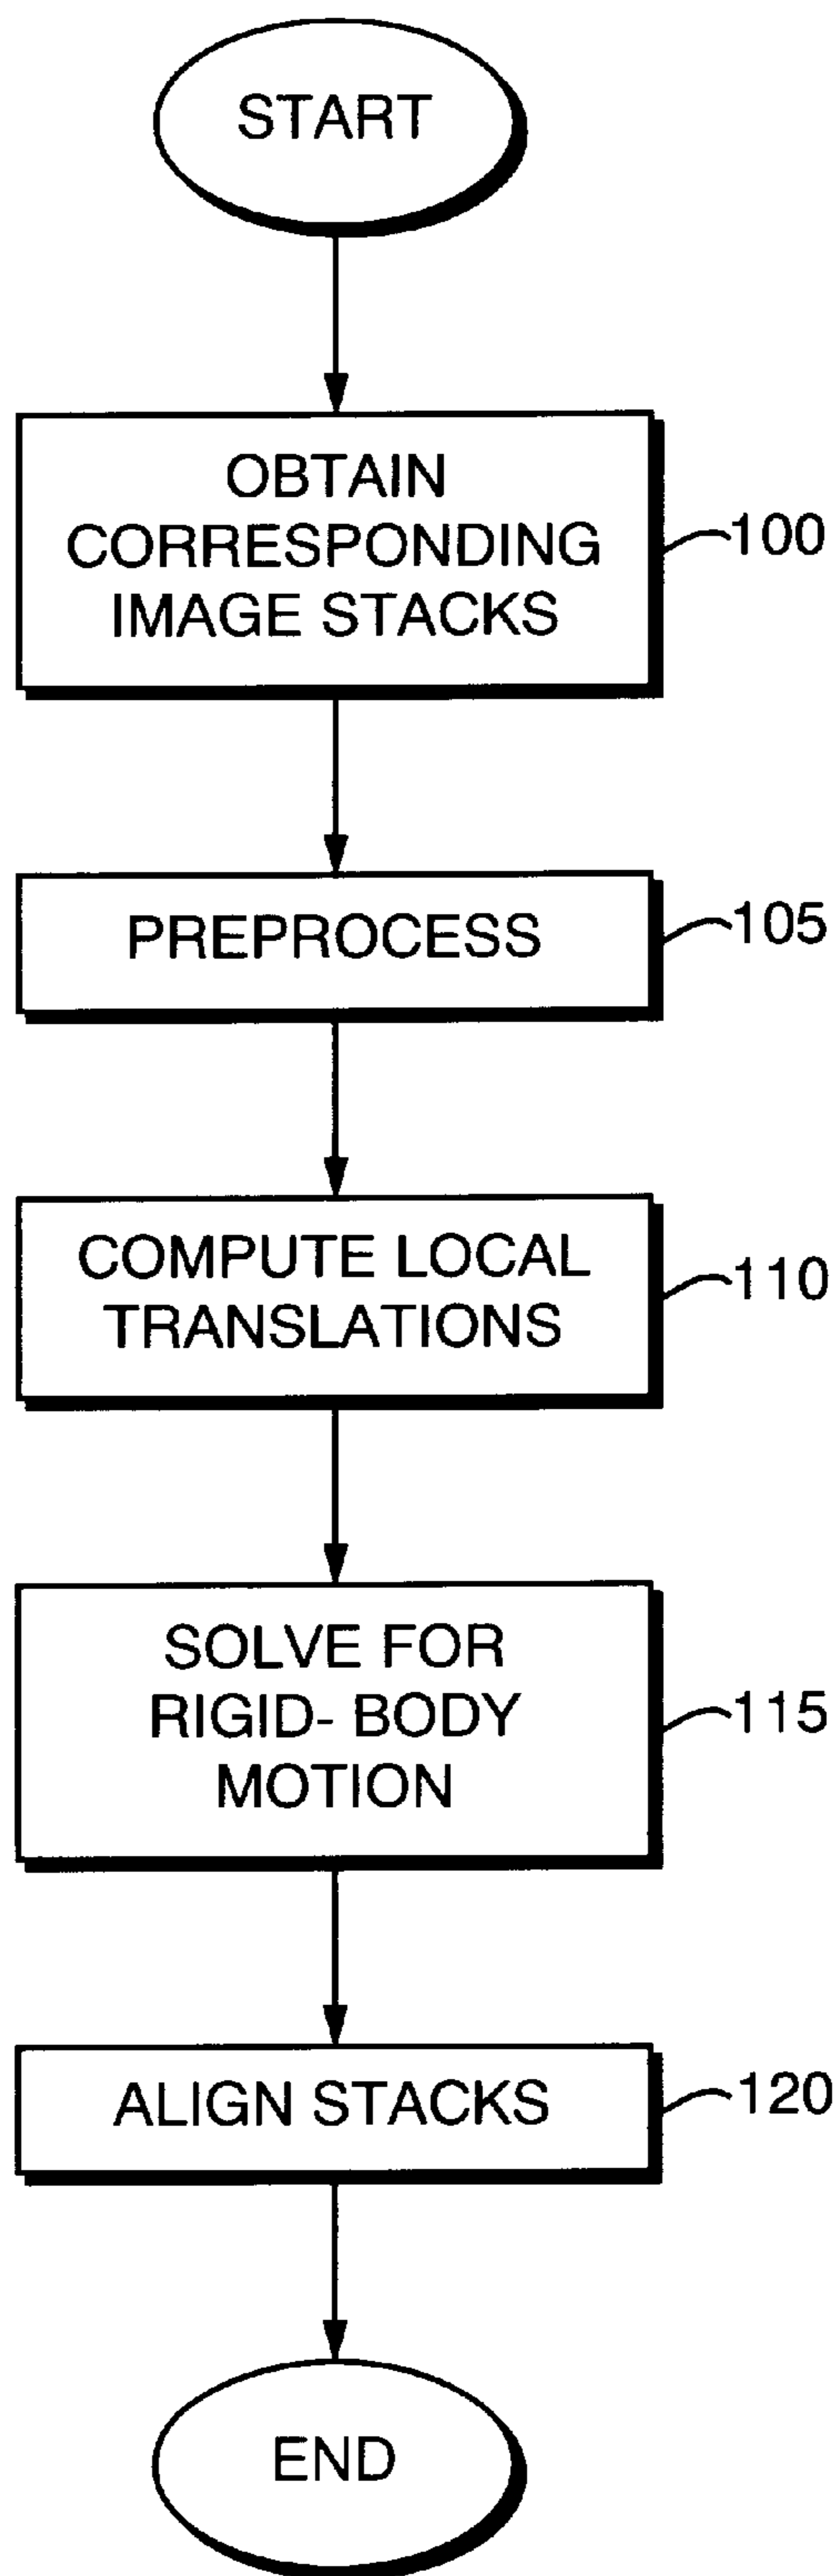 START
OBTAIN
CORRESPONDING
IMAGE STACKS
100
PREPROCESS
105
COMPUTE LOCAL
TRANSLATIONS
110
SOLVE FOR
RIGID- BODY
MOTION
115
ALIGN STACKS
120
END